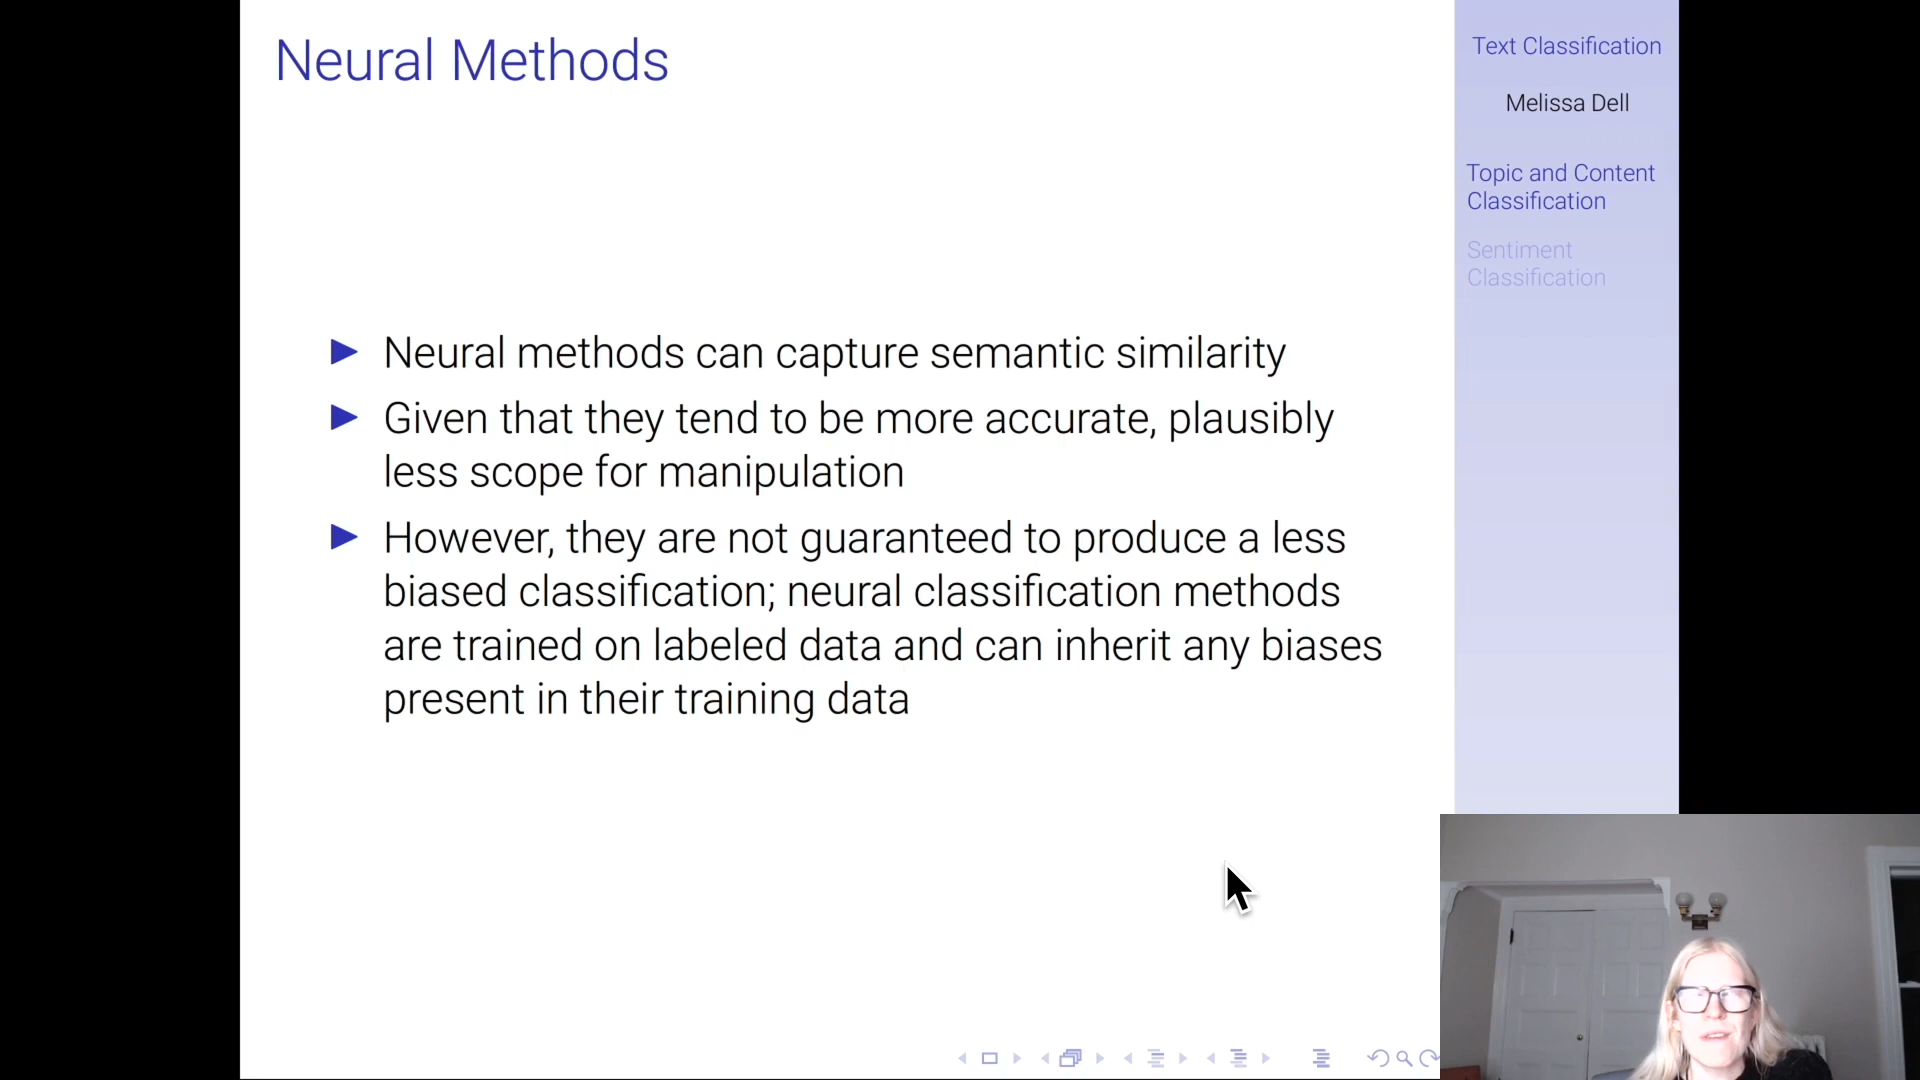 Neural Methods
Neural methods can capture semantic similarity
Given that they tend to be more accurate, plausibly
less scope for manipulation
However, they are not guaranteed to produce a less
biased classification; neural classification methods
are trained on labeled data and can inherit any biases
present in their training data
Text Classification
Melissa Dell
Topic and Content
Classification
Sentiment
Classification